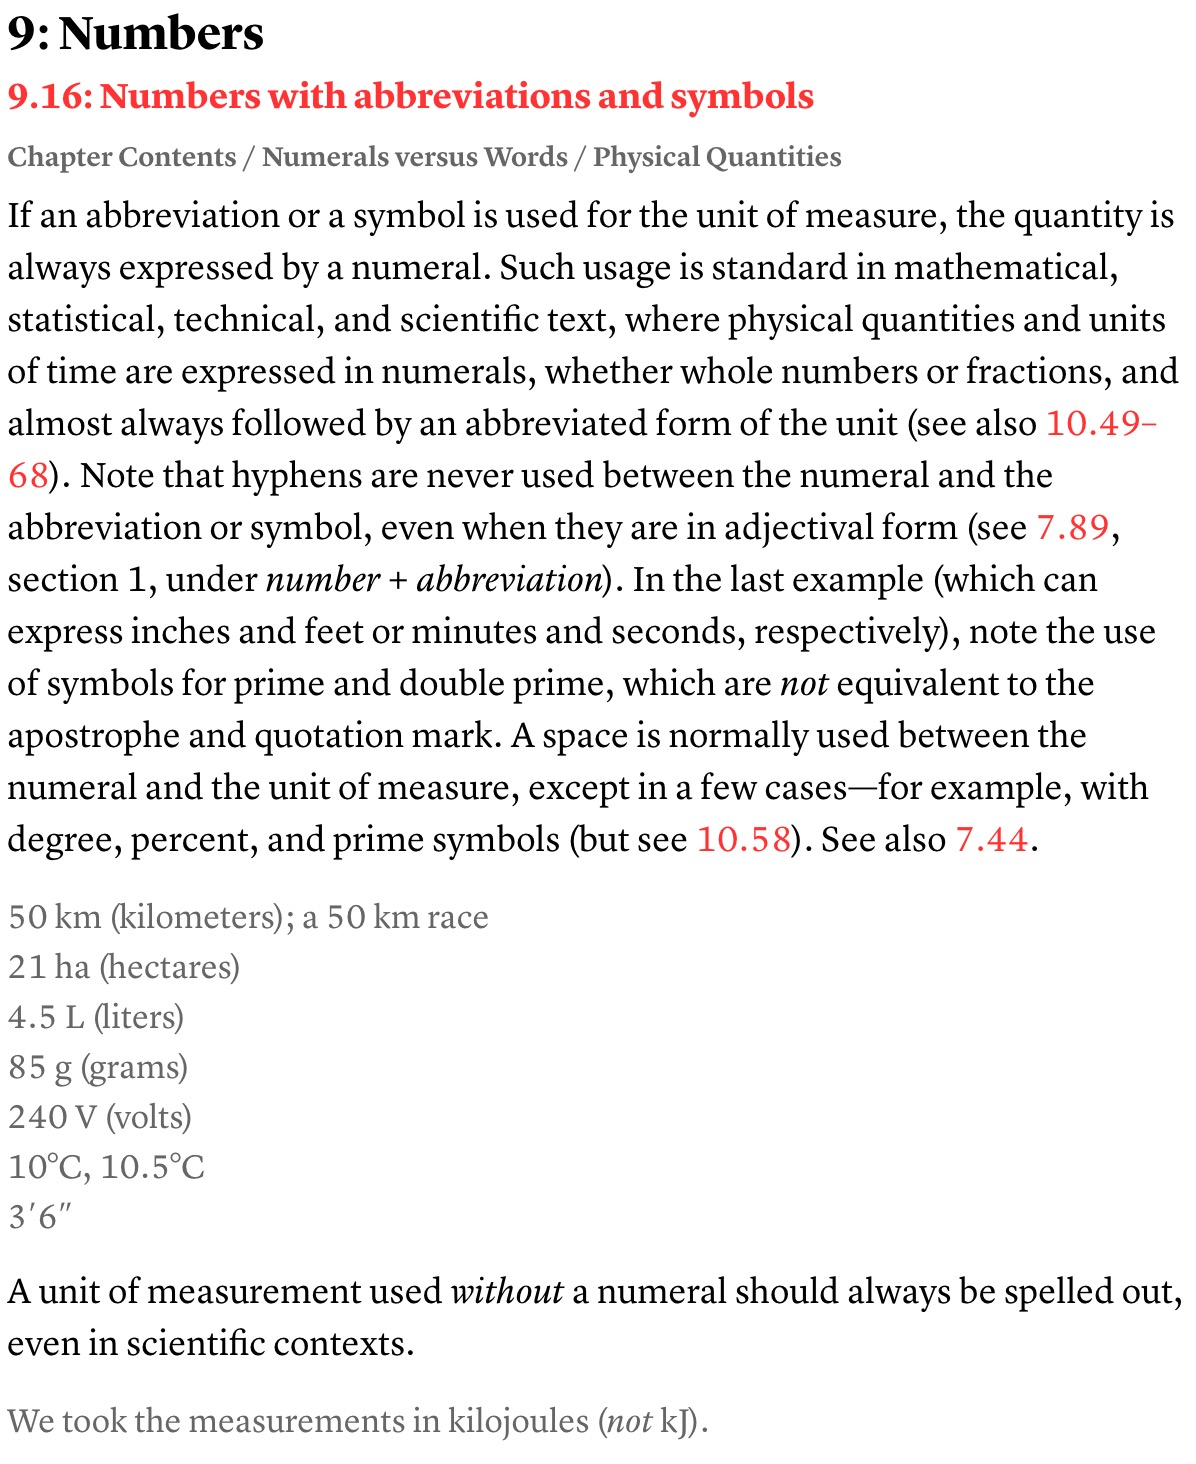 9: Numbers
9.16: Numbers with abbreviations and symbols
Chapter Contents / Numerals versus Words / Physical Quantities
If an abbreviation or a symbol is used for the unit of measure, the quantity is
always expressed by a numeral. Such usage is standard in mathematical,
statistical, technical, and scientific text, where physical quantities and units
of time are expressed in numerals, whether whole numbers or fractions, and
almost always followed by an abbreviated form of the unit (see also 10.49–
68). Note that hyphens are never used between the numeral and the
abbreviation or symbol, even when they are in adjectival form (see 7.89,
section 1, under number + abbreviation). In the last example (which can
express inches and feet or minutes and seconds, respectively), note the use
of symbols for prime and double prime, which are not equivalent to the
apostrophe and quotation mark. A space is normally used between the
numeral and the unit of measure, except in a few cases—for example, with
degree, percent, and prime symbols (but see 10.58). See also 7.44.
50 km (kilometers); a 50 km race
21 ha (hectares)
4.5 L (liters)
85 g (grams)
240 V (volts)
10°C, 10.5°C
3′6″
A unit of measurement used without a numeral should always be spelled out,
even in scientific contexts.
We took the measurements in kilojoules (not kJ).